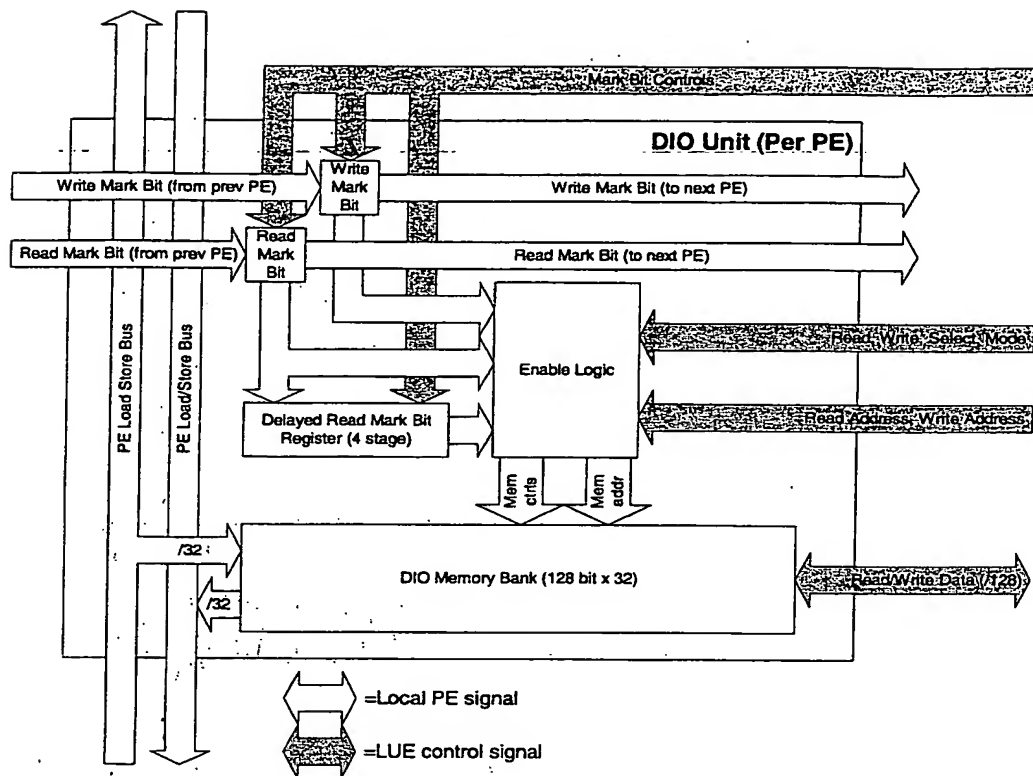 Mark Bit Controls
DIO Unit (Per PE)
Write Mark Bit (from prev PE)
Write
Mark
Bit
Write Mark Bit (to next PE)
Read Mark Bit (from prev PE)
Read
Mark
Bit
Read Mark Bit (to next PE)
PE Load Store Bus
PE Load/Store Bus
Enable Logic
Read, Write, Select Model
Read Address, Write Address
Delayed Read Mark Bit
Register (4 stage)
Mem
ctrls
Mem
addr
/32
DIO Memory Bank (128 bit x 32)
Read/Write Data (/128)
/32
=Local PE signal
=LUE control signal